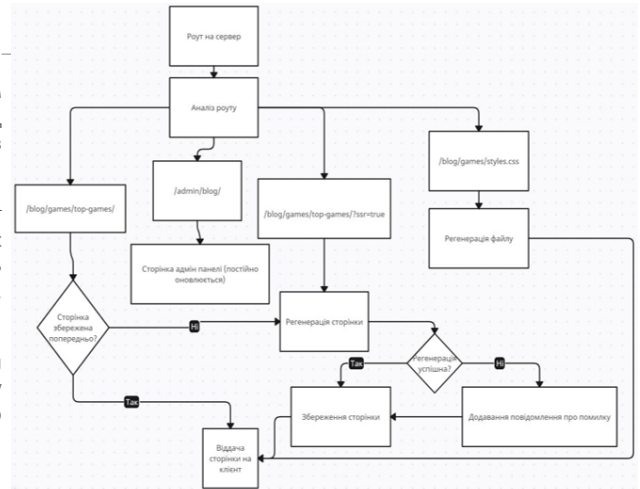 Роут на сервер
Аналіз роуту
/blog/games/styles.css
/admin/blog/
/blog/games/top-games/
/blog/games/top-games/?ssr=true
Регенерація файлу
Сторінка адмін панелі (постійно
оновлюється)
Сторінка
збережена
попередньо?
Ні
Регенерація сторінки
Регенерація
успішна?
Так
Ні
Так
Збереження сторінки
Додавання повідомлення про помилку
Віддача
сторінки на
клієнт